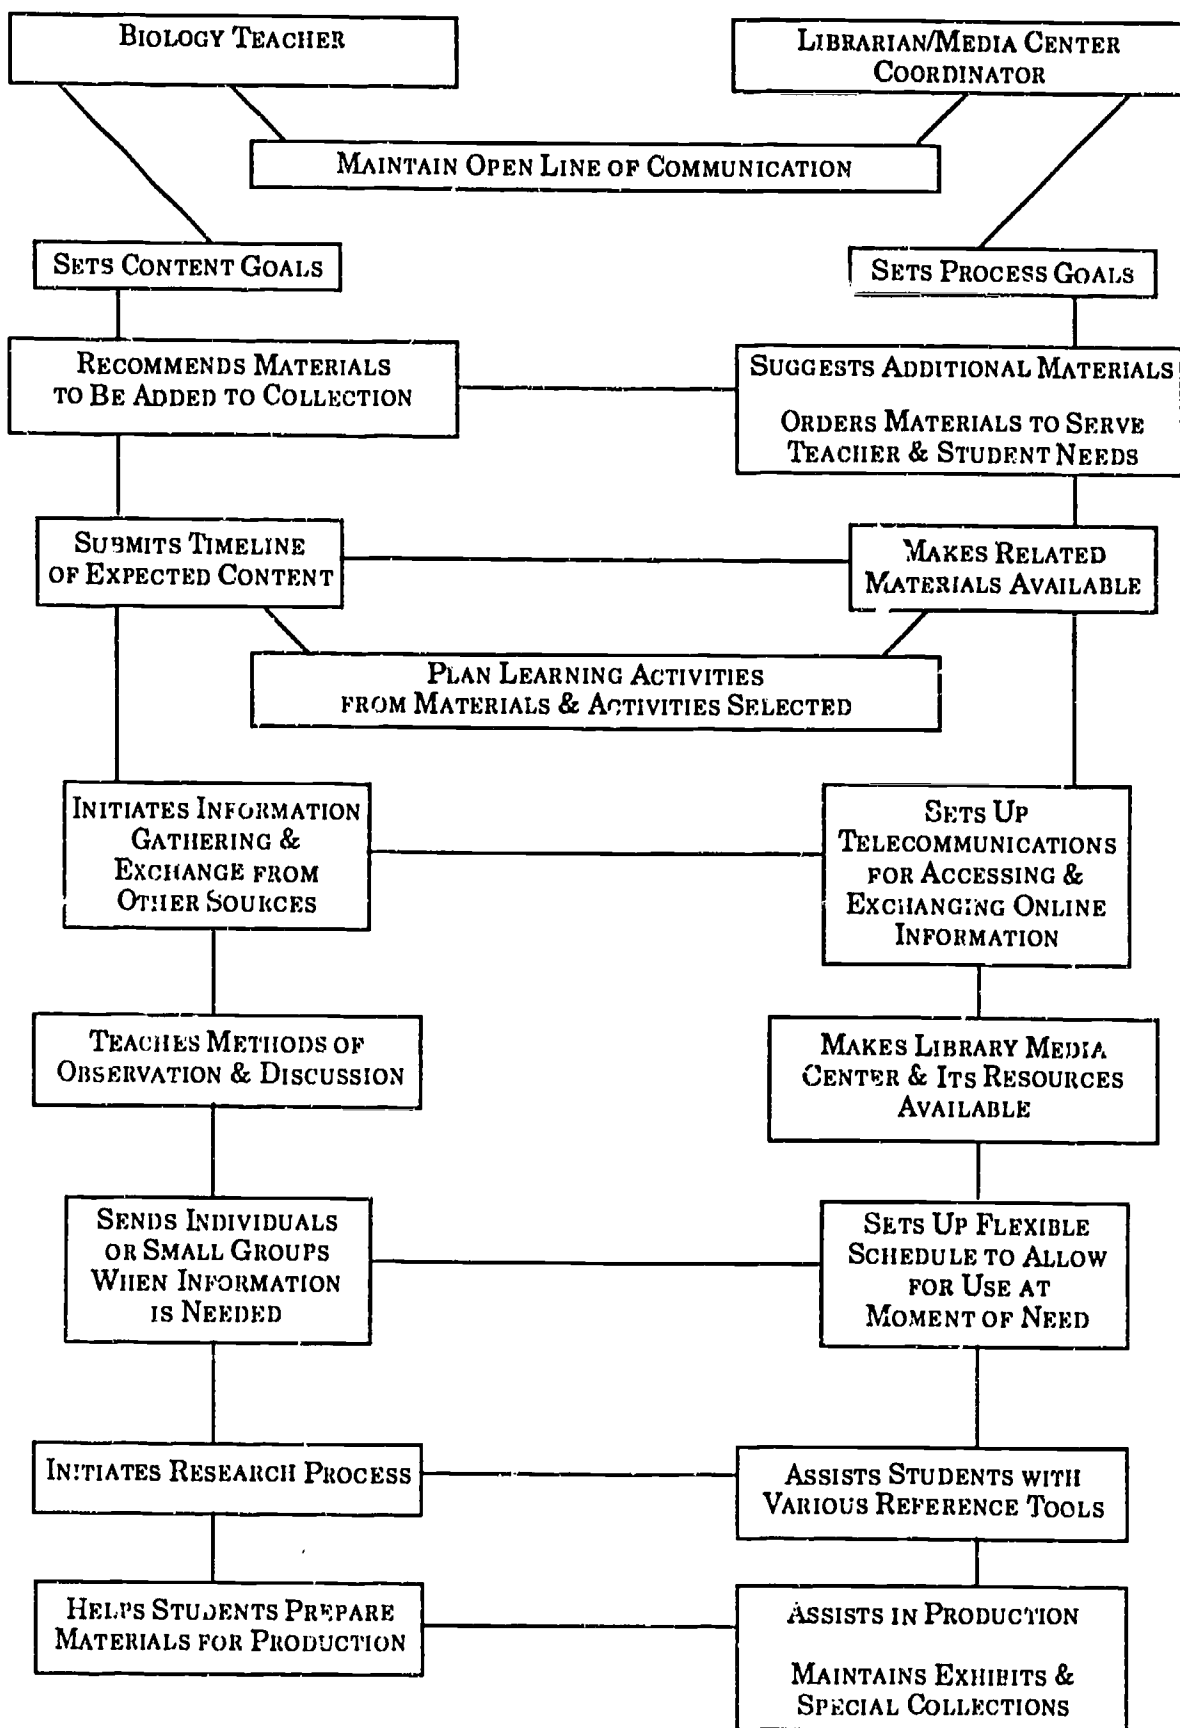 BIOLOGY TEACHER
LIBRARIAN/MEDIA CENTER
COORDINATOR
MAINTAIN OPEN LINE OF COMMUNICATION
SETS CONTENT GOALS
SETS PROCESS GOALS
RECOMMENDS MATERIALS
TO BE ADDED TO COLLECTION
SUGGESTS ADDITIONAL MATERIALS
ORDERS MATERIALS TO SERVE
TEACHER & STUDENT NEEDS
SUBMITS TIMELINE
OF EXPECTED CONTENT
MAKES RELATED
MATERIALS AVAILABLE
PLAN LEARNING ACTIVITIES
FROM MATERIALS & ACTIVITIES SELECTED
INITIATES INFORMATION
GATHERING &
EXCHANGE FROM
OTHER SOURCES
SETS UP
TELECOMMUNICATIONS
FOR ACCESSING &
EXCHANGING ONLINE
INFORMATION
TEACHES METHODS OF
OBSERVATION & DISCUSSION
MAKES LIBRARY MEDIA
CENTER & ITS RESOURCES
AVAILABLE
SENDS INDIVIDUALS
OR SMALL GROUPS
WHEN INFORMATION
IS NEEDED
SETS UP FLEXIBLE
SCHEDULE TO ALLOW
FOR USE AT
MOMENT OF NEED
INITIATES RESEARCH PROCESS
ASSISTS STUDENTS WITH
VARIOUS REFERENCE TOOLS
HELPS STUDENTS PREPARE
MATERIALS FOR PRODUCTION
ASSISTS IN PRODUCTION
MAINTAINS EXHIBITS &
SPECIAL COLLECTIONS